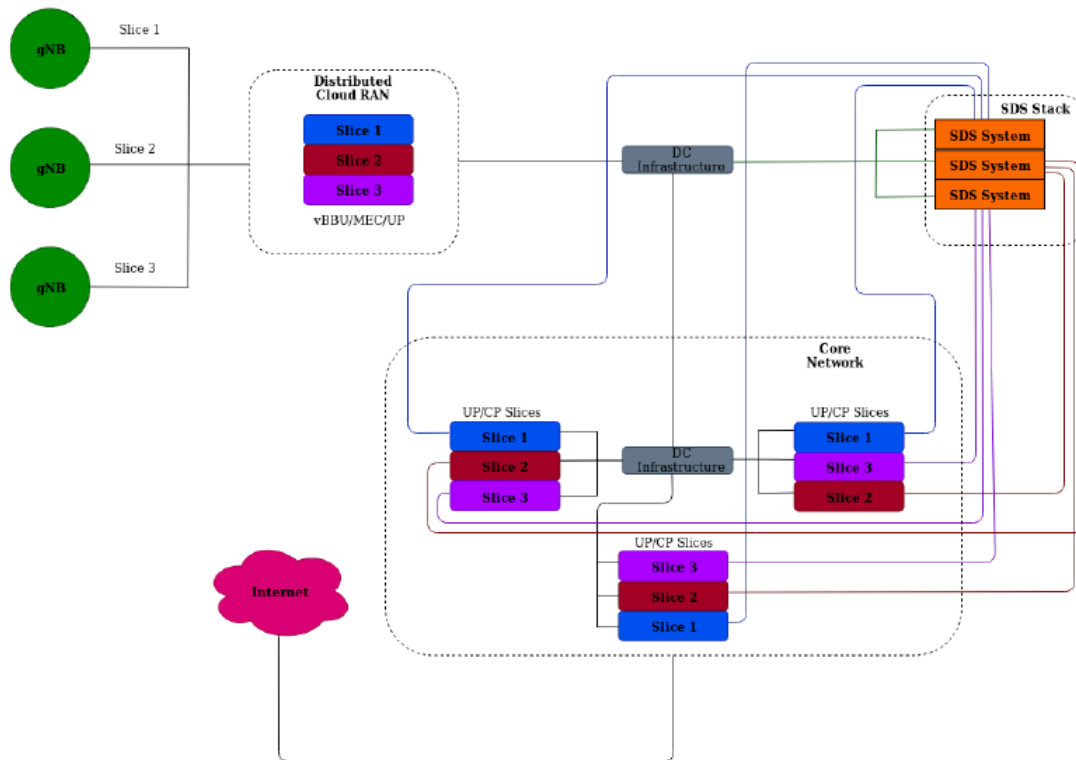 Slice 1
gNB
Slice 2
gNB
Slice 3
gNB
Distributed
Cloud RAN
Slice 1
Slice 2
Slice 3
vBBU/MEC/UP
DC
Infrastructure
SDS Stack
SDS System
SDS System
SDS System
Core
Network
UP/CP Slices
Slice 1
Slice 2
Slice 3
DC
Infrastructure
UP/CP Slices
Slice 1
Slice 3
Slice 2
UP/CP Slices
Slice 3
Slice 2
Slice 1
Internet